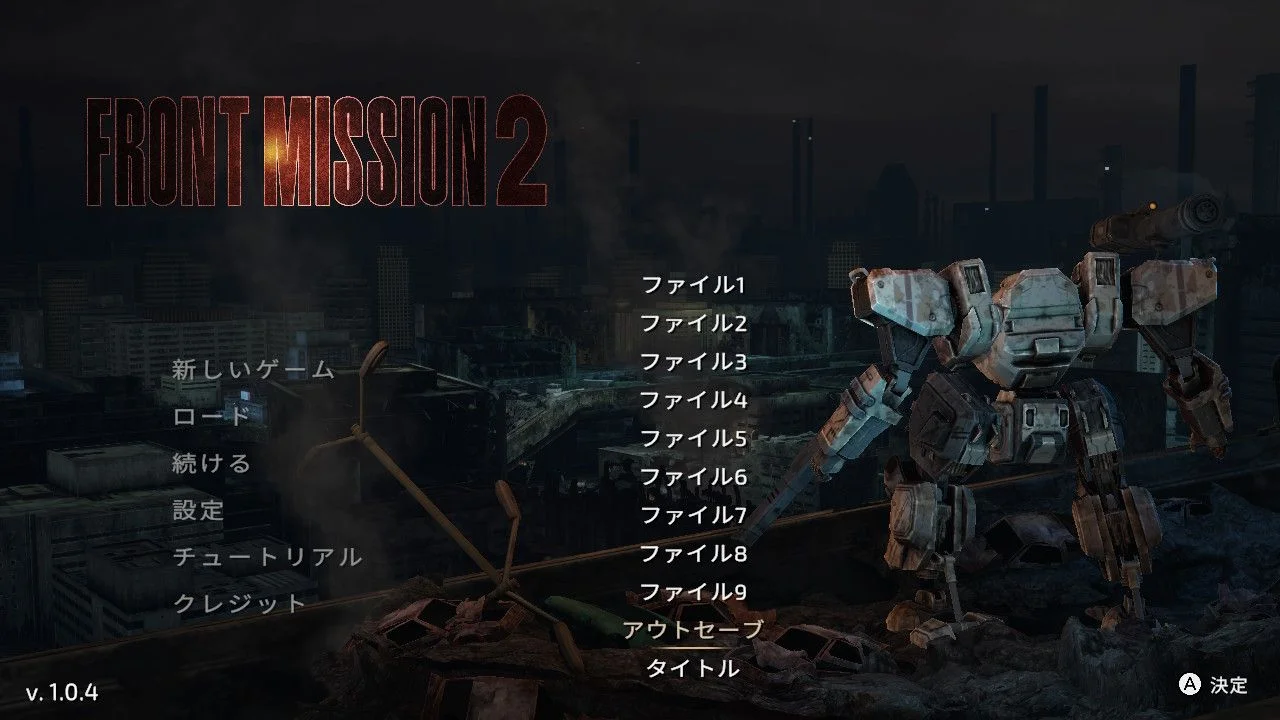 FRONT MISSION 2
新しいゲーム
ロード
続ける
設定
チュートリアル
クレジット
ファイル1
ファイル2
ファイル3
ファイル4
ファイル5
ファイル6
ファイル7
ファイル8
ファイル9
アウトセーブ
タイトル
v. 1.0.4
A 決定